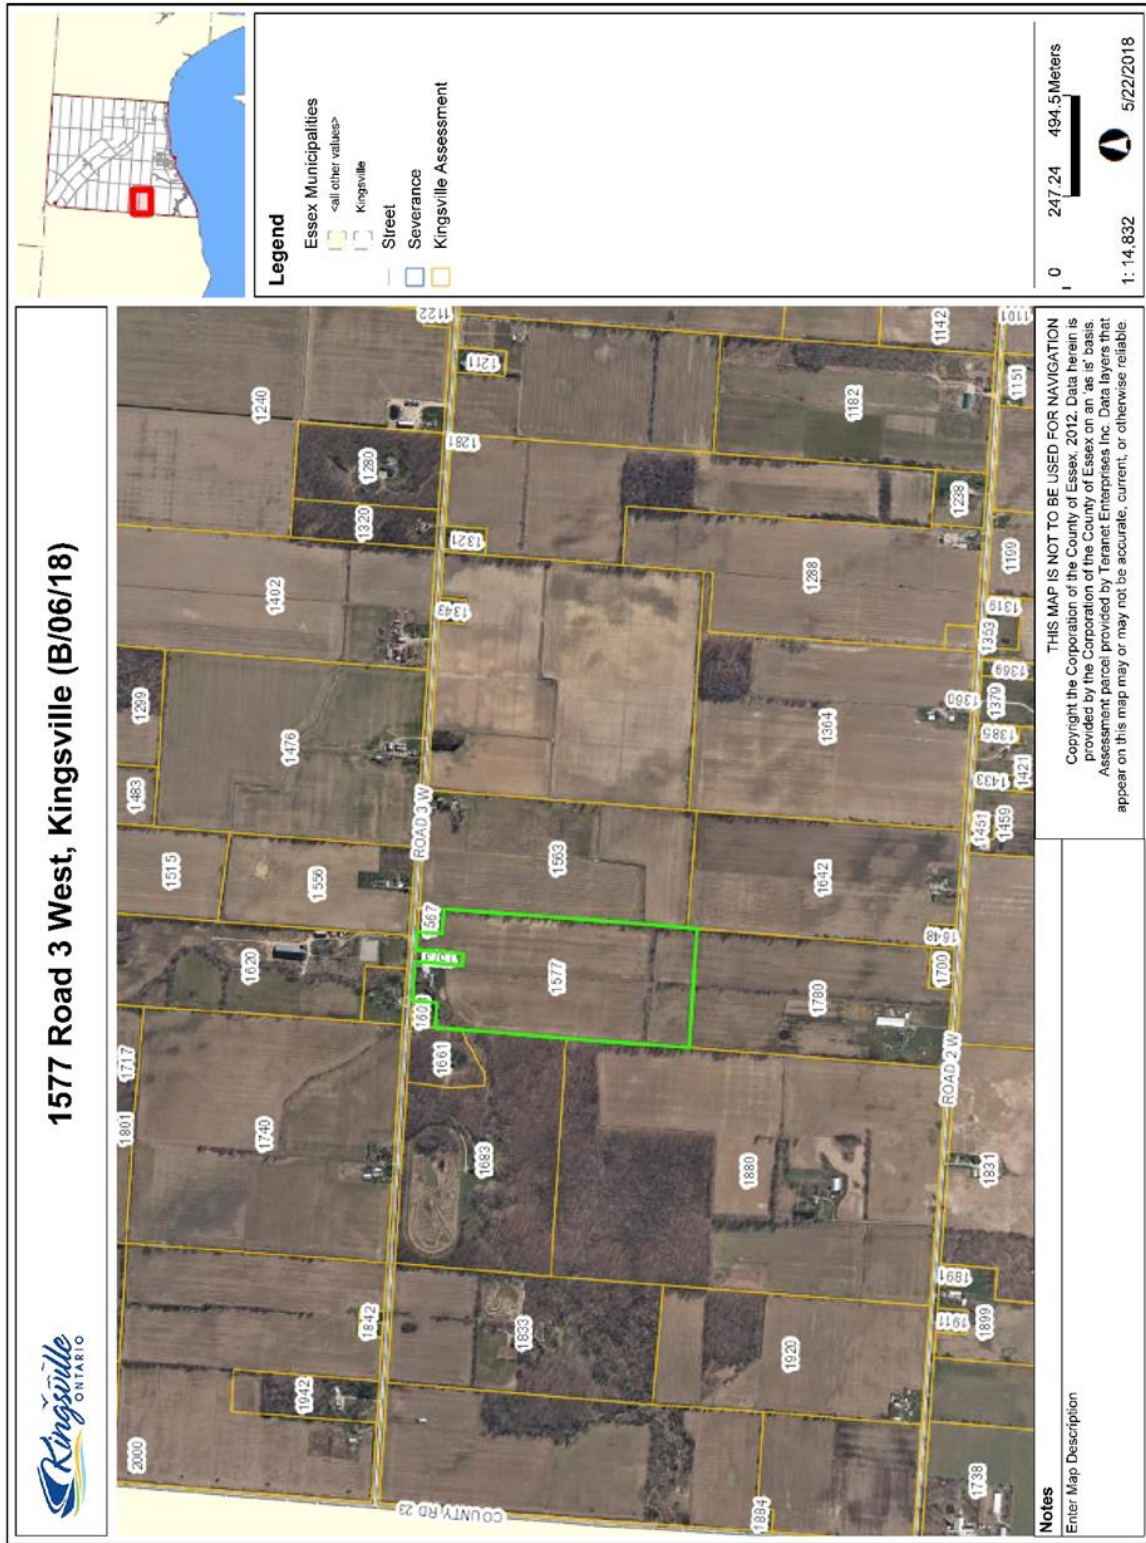 Kingsville
ONTARIO
1577 Road 3 West, Kingsville (B/06/18)
2000
1801
1717
1483
1299
1515
1942
1842
1740
1620
1556
1476
1402
1320
1280
1240
COUNTY RD 23
ROAD 3 W
1122
1211
1281
1321
1343
1567
1661
1683
1833
1577
1563
1884
1920
1880
1780
1642
1364
1288
1182
1142
1238
1700
1648
ROAD 2 W
1360
1353
1101
1151
1199
1319
1369
1379
1385
1421
1433
1451
1459
1831
1891
1911
1899
1738
Legend
Essex Municipalities
<all other values>
Kingsville
Street
Severance
Kingsville Assessment
0 247.24 494.5 Meters
1: 14,832 5/22/2018
Notes
Enter Map Description
THIS MAP IS NOT TO BE USED FOR NAVIGATION
Copyright the Corporation of the County of Essex, 2012. Data herein is
provided by the Corporation of the County of Essex on an 'as is' basis.
Assessment parcel provided by Teranet Enterprises Inc. Data layers that
appear on this map may or may not be accurate, current, or otherwise reliable.